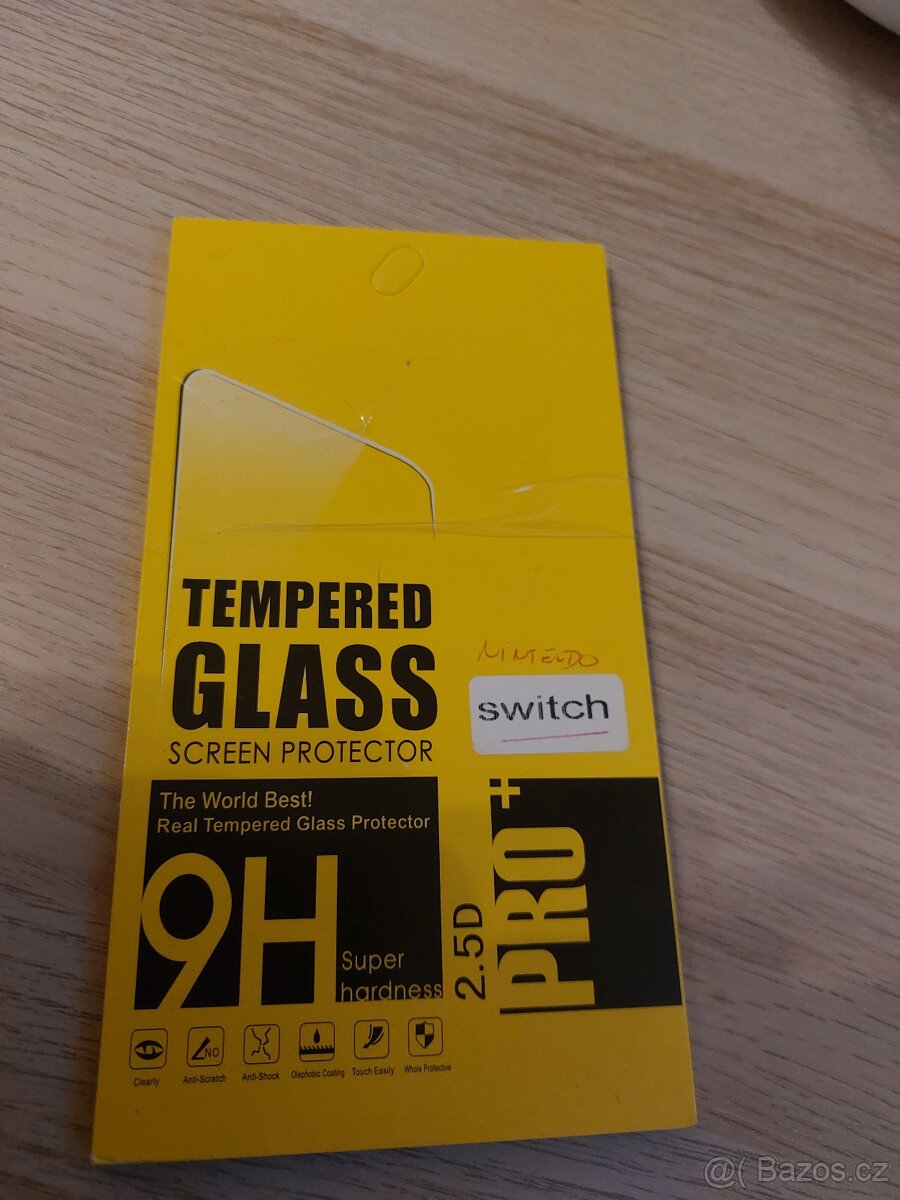 TEMPERED
GLASS
SCREEN PROTECTOR
NINTENDO
switch
The World Best!
Real Tempered Glass Protector
9H
Super
hardness
2.5D
PRO+
Clearly
NO
Anti-Scratch
Anti-Shock
Olephobic Coating
Touch Easily
Whole Protective
@( Bazos.cz